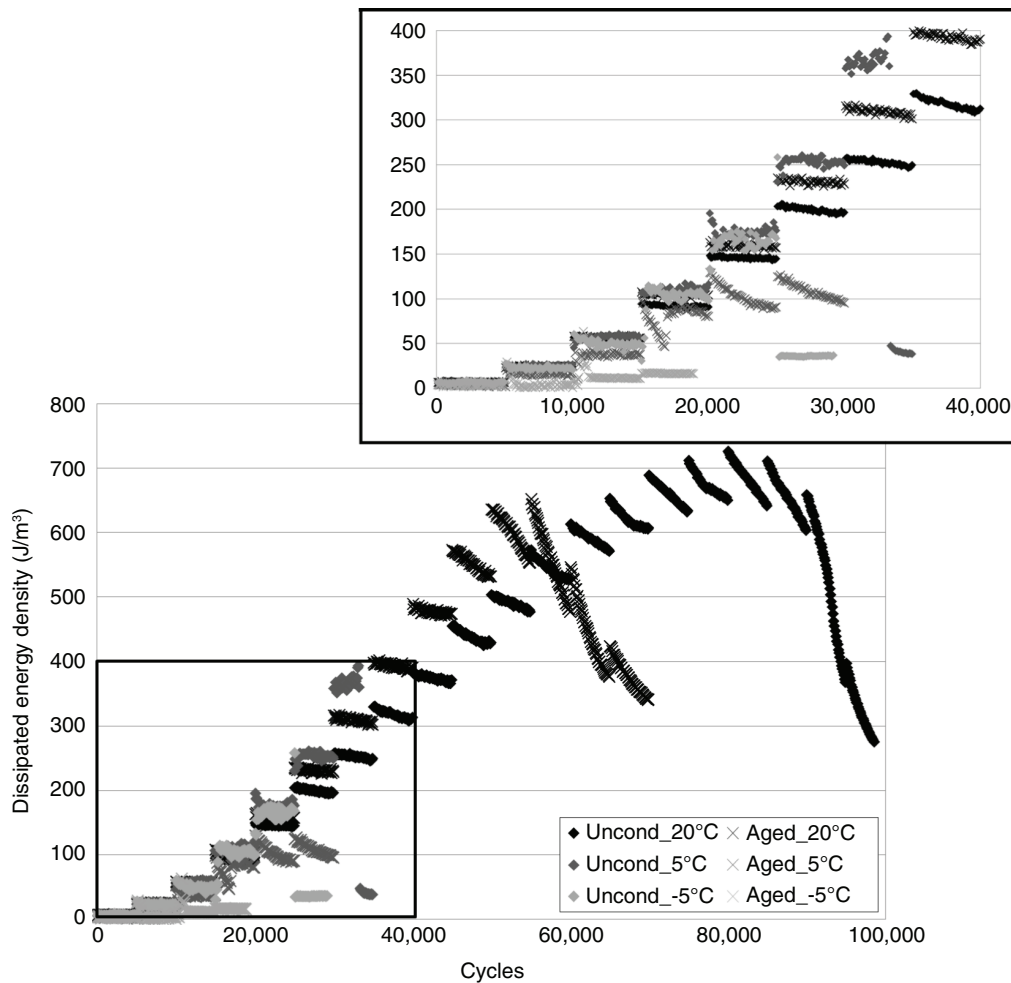 400
350
300
250
200
150
100
50
0
0 10,000 20,000 30,000 40,000
800
700
600
500
400
300
200
100
0
Dissipated energy density (J/m³)
0 20,000 40,000 60,000 80,000 100,000
Cycles
Uncond_20°C Aged_20°C
Uncond_5°C Aged_5°C
Uncond_-5°C Aged_-5°C